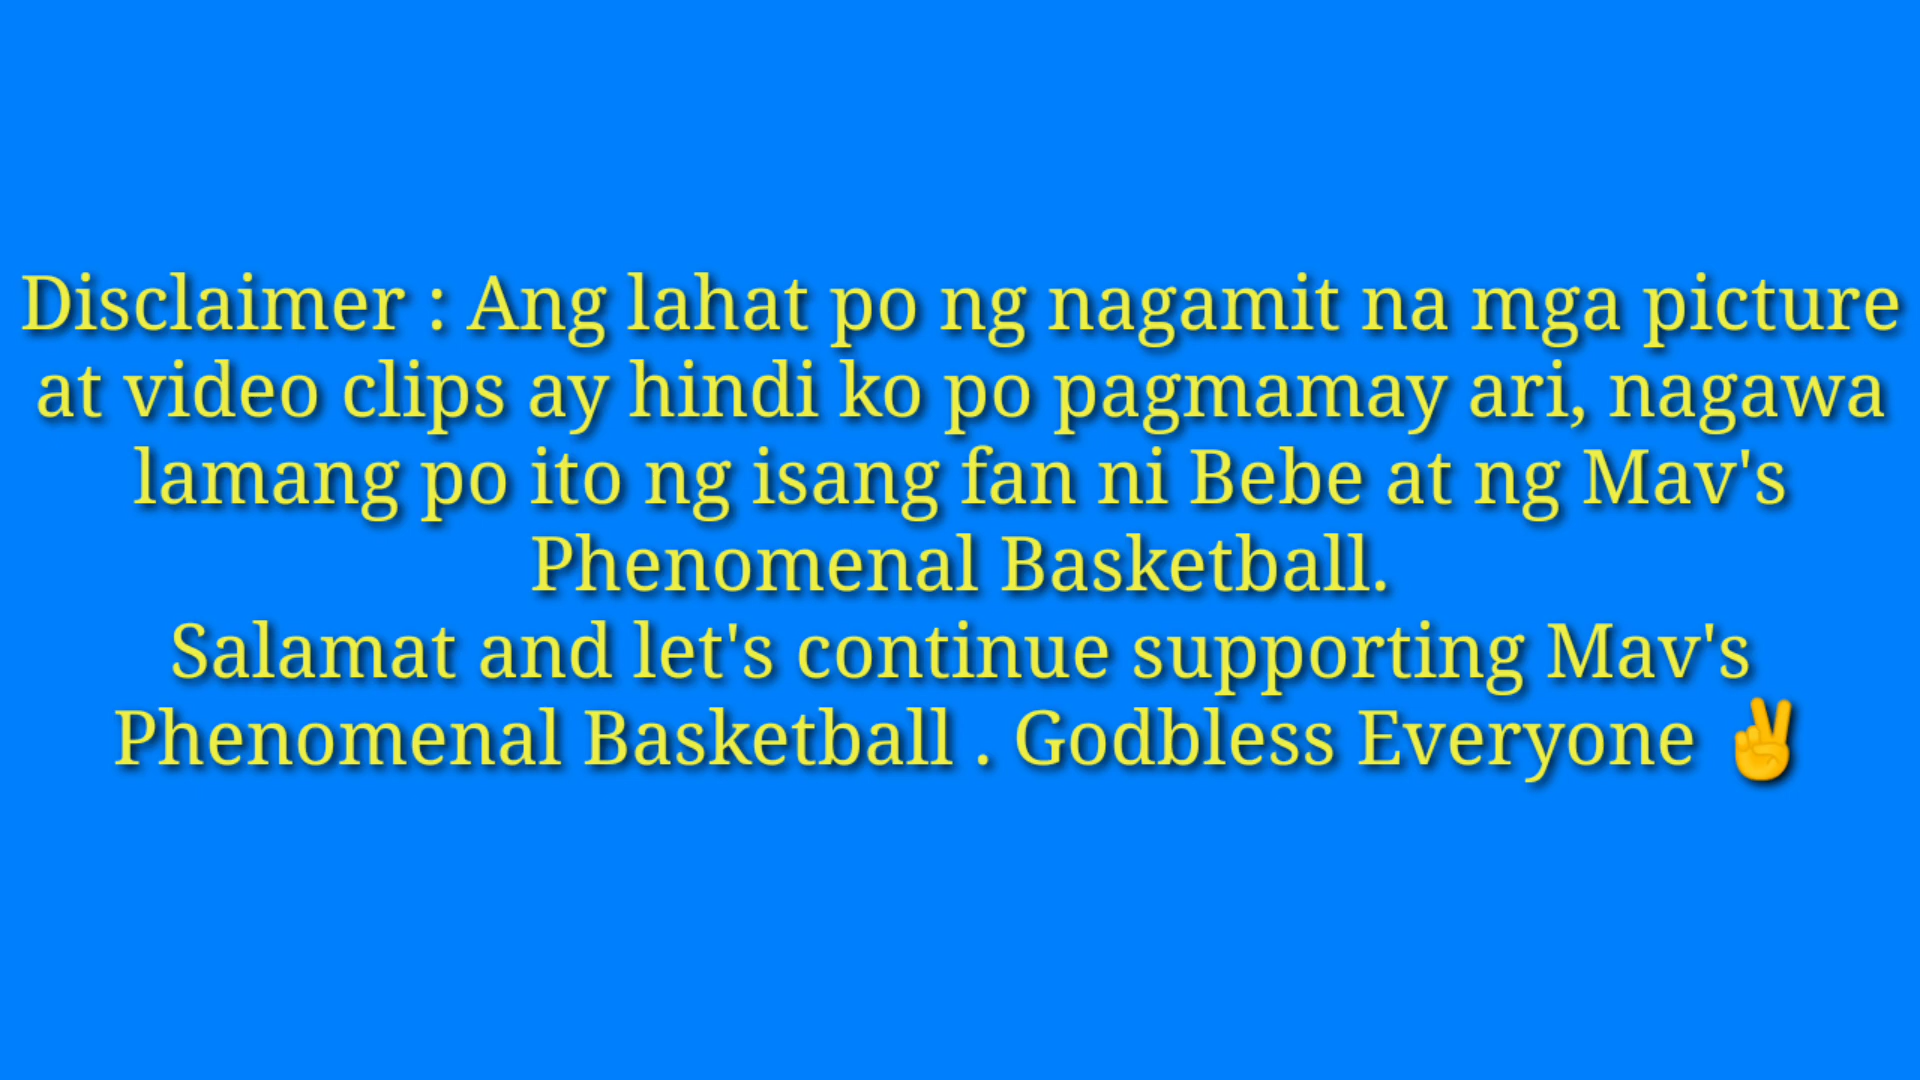 Disclaimer : Ang lahat po ng nagamit na mga picture
at video clips ay hindi ko po pagmamay ari, nagawa
lamang po ito ng isang fan ni Bebe at ng Mav's
Phenomenal Basketball.
Salamat and let's continue supporting Mav's
Phenomenal Basketball . Godbless Everyone ✌